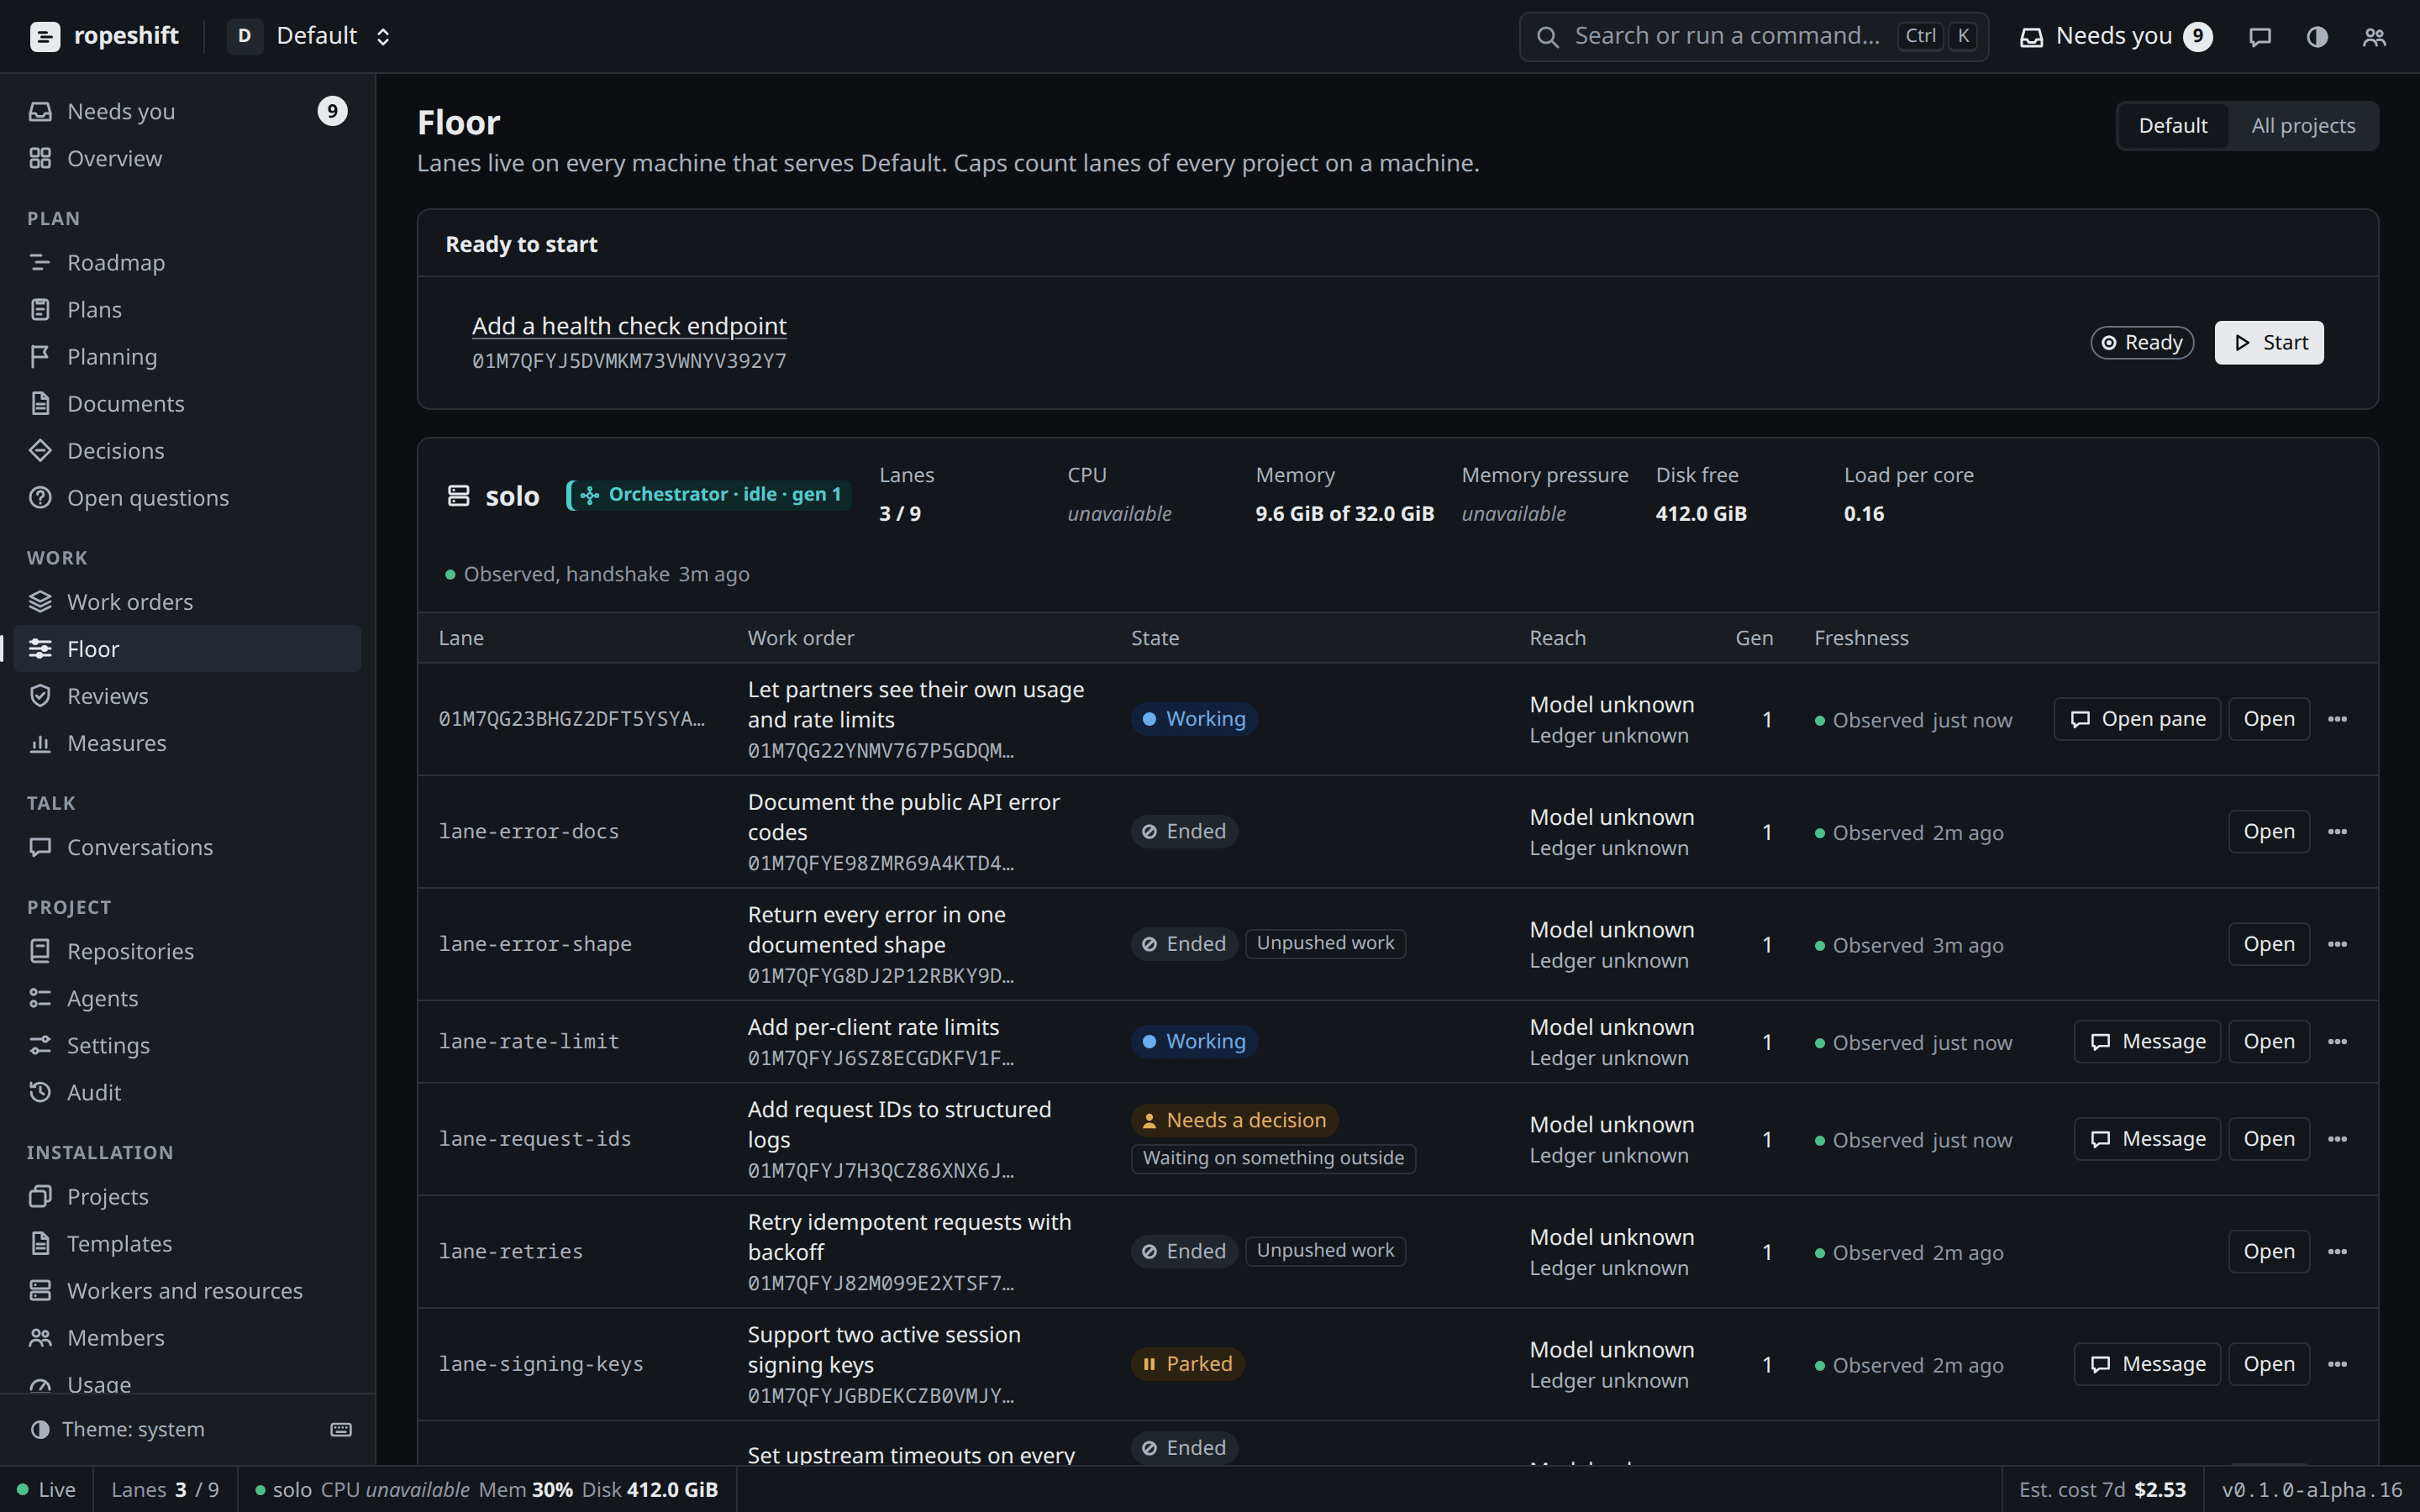 ropeshift
D Default
Search or run a command... Ctrl K
Needs you 9
Needs you 9
Overview
PLAN
Roadmap
Plans
Planning
Documents
Decisions
Open questions
WORK
Work orders
Floor
Reviews
Measures
TALK
Conversations
PROJECT
Repositories
Agents
Settings
Audit
INSTALLATION
Projects
Templates
Workers and resources
Members
Usage
Theme: system
Floor
Lanes live on every machine that serves Default. Caps count lanes of every project on a machine.
Default All projects
Ready to start
Add a health check endpoint
01M7QFYJ5DVMKM73VWNYV392Y7
Ready Start
solo Orchestrator · idle · gen 1
Lanes CPU Memory Memory pressure Disk free Load per core
3 / 9 unavailable 9.6 GiB of 32.0 GiB unavailable 412.0 GiB 0.16
Observed, handshake 3m ago
Lane Work order State Reach Gen Freshness
01M7QG23BHGZ2DFT5YSYA…
Let partners see their own usage
and rate limits
01M7QG22YNMV767P5GDQM…
Working
Model unknown
Ledger unknown
1 Observed just now Open pane Open
lane-error-docs
Document the public API error
codes
01M7QFYE98ZMR69A4KTD4…
Ended
Model unknown
Ledger unknown
1 Observed 2m ago Open
lane-error-shape
Return every error in one
documented shape
01M7QFYG8DJ2P12RBKY9D…
Ended Unpushed work
Model unknown
Ledger unknown
1 Observed 3m ago Open
lane-rate-limit
Add per-client rate limits
01M7QFYJ6SZ8ECGDKFV1F…
Working
Model unknown
Ledger unknown
1 Observed just now Message Open
lane-request-ids
Add request IDs to structured
logs
01M7QFYJ7H3QCZ86XNX6J…
Needs a decision
Waiting on something outside
Model unknown
Ledger unknown
1 Observed just now Message Open
lane-retries
Retry idempotent requests with
backoff
01M7QFYJ82M099E2XTSF7…
Ended Unpushed work
Model unknown
Ledger unknown
1 Observed 2m ago Open
lane-signing-keys
Support two active session
signing keys
01M7QFYJGBDEKCZB0VMJY…
Parked
Model unknown
Ledger unknown
1 Observed 2m ago Message Open
Set upstream timeouts on every
Ended
Live Lanes 3 / 9 solo CPU unavailable Mem 30% Disk 412.0 GiB
Est. cost 7d $2.53 v0.1.0-alpha.16